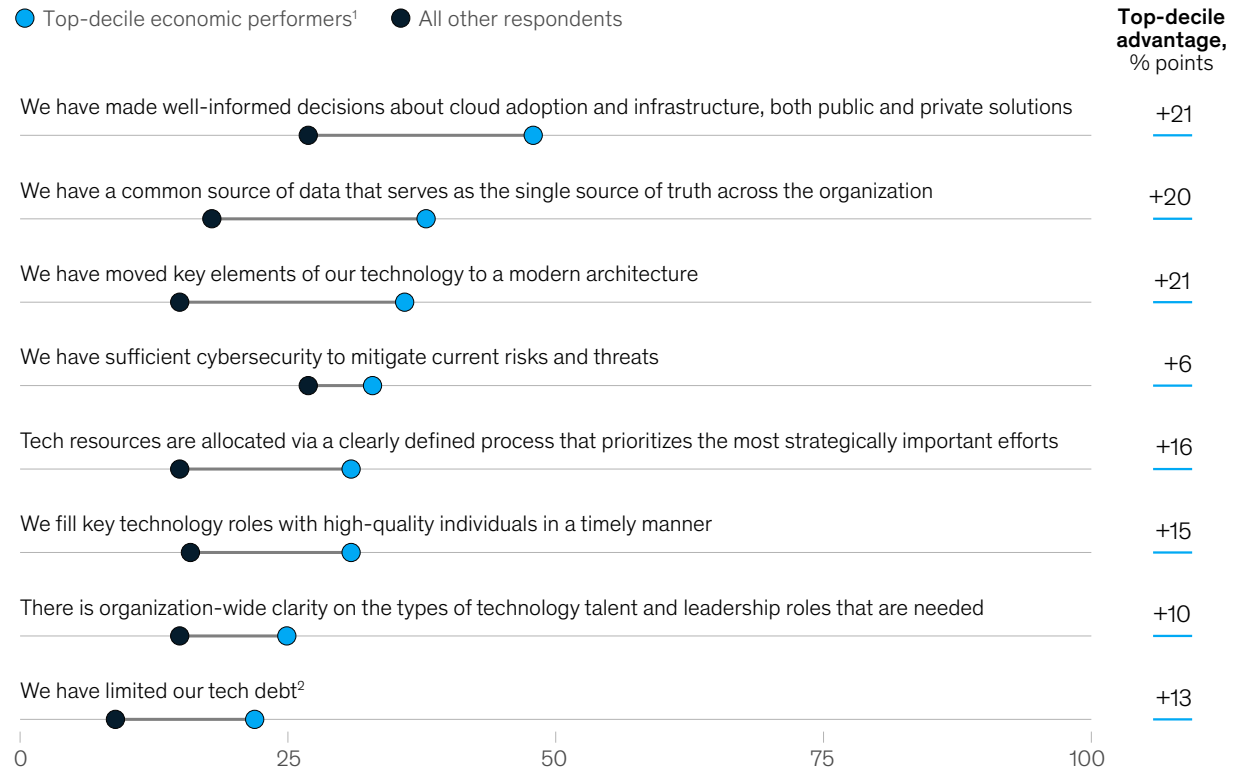 Top-decile economic performers¹ All other respondents
Top-decile
advantage,
% points
We have made well-informed decisions about cloud adoption and infrastructure, both public and private solutions
+21
We have a common source of data that serves as the single source of truth across the organization
+20
We have moved key elements of our technology to a modern architecture
+21
We have sufficient cybersecurity to mitigate current risks and threats
+6
Tech resources are allocated via a clearly defined process that prioritizes the most strategically important efforts
+16
We fill key technology roles with high-quality individuals in a timely manner
+15
There is organization-wide clarity on the types of technology talent and leadership roles that are needed
+10
We have limited our tech debt²
+13
0 25 50 75 100